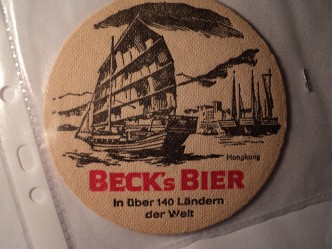 Hongkong
BECK's BIER
In über 140 Ländern
der Welt